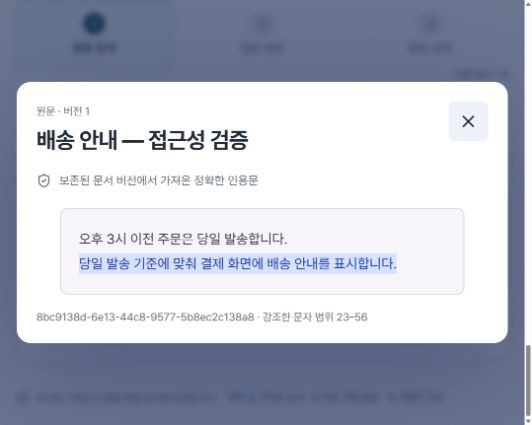 원문 · 버전 1
배송 안내 — 접근성 검증
보존된 문서 버전에서 가져온 정확한 인용문
오후 3시 이전 주문은 당일 발송합니다.
당일 발송 기준에 맞춰 결제 화면에 배송 안내를 표시합니다.
8bc9138d-6e13-44c8-9577-5b8ec2c138a8 · 강조한 문자 범위 23–56